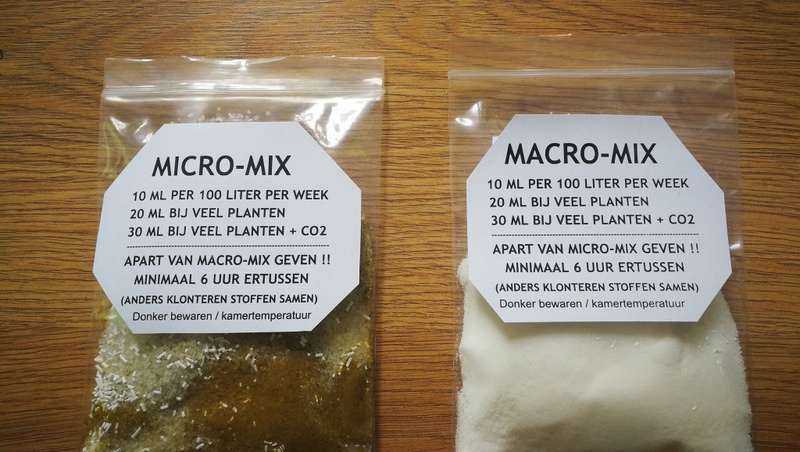 MICRO-MIX
10 ML PER 100 LITER PER WEEK
20 ML BIJ VEEL PLANTEN
30 ML BIJ VEEL PLANTEN + CO2
APART VAN MACRO-MIX GEVEN !!
MINIMAAL 6 UUR ERTUSSEN
(ANDERS KLONTEREN STOFFEN SAMEN)
Donker bewaren / kamertemperatuur
MACRO-MIX
10 ML PER 100 LITER PER WEEK
20 ML BIJ VEEL PLANTEN
30 ML BIJ VEEL PLANTEN + CO2
APART VAN MICRO-MIX GEVEN !!
MINIMAAL 6 UUR ERTUSSEN
(ANDERS KLONTEREN STOFFEN SAMEN)
Donker bewaren / kamertemperatuur